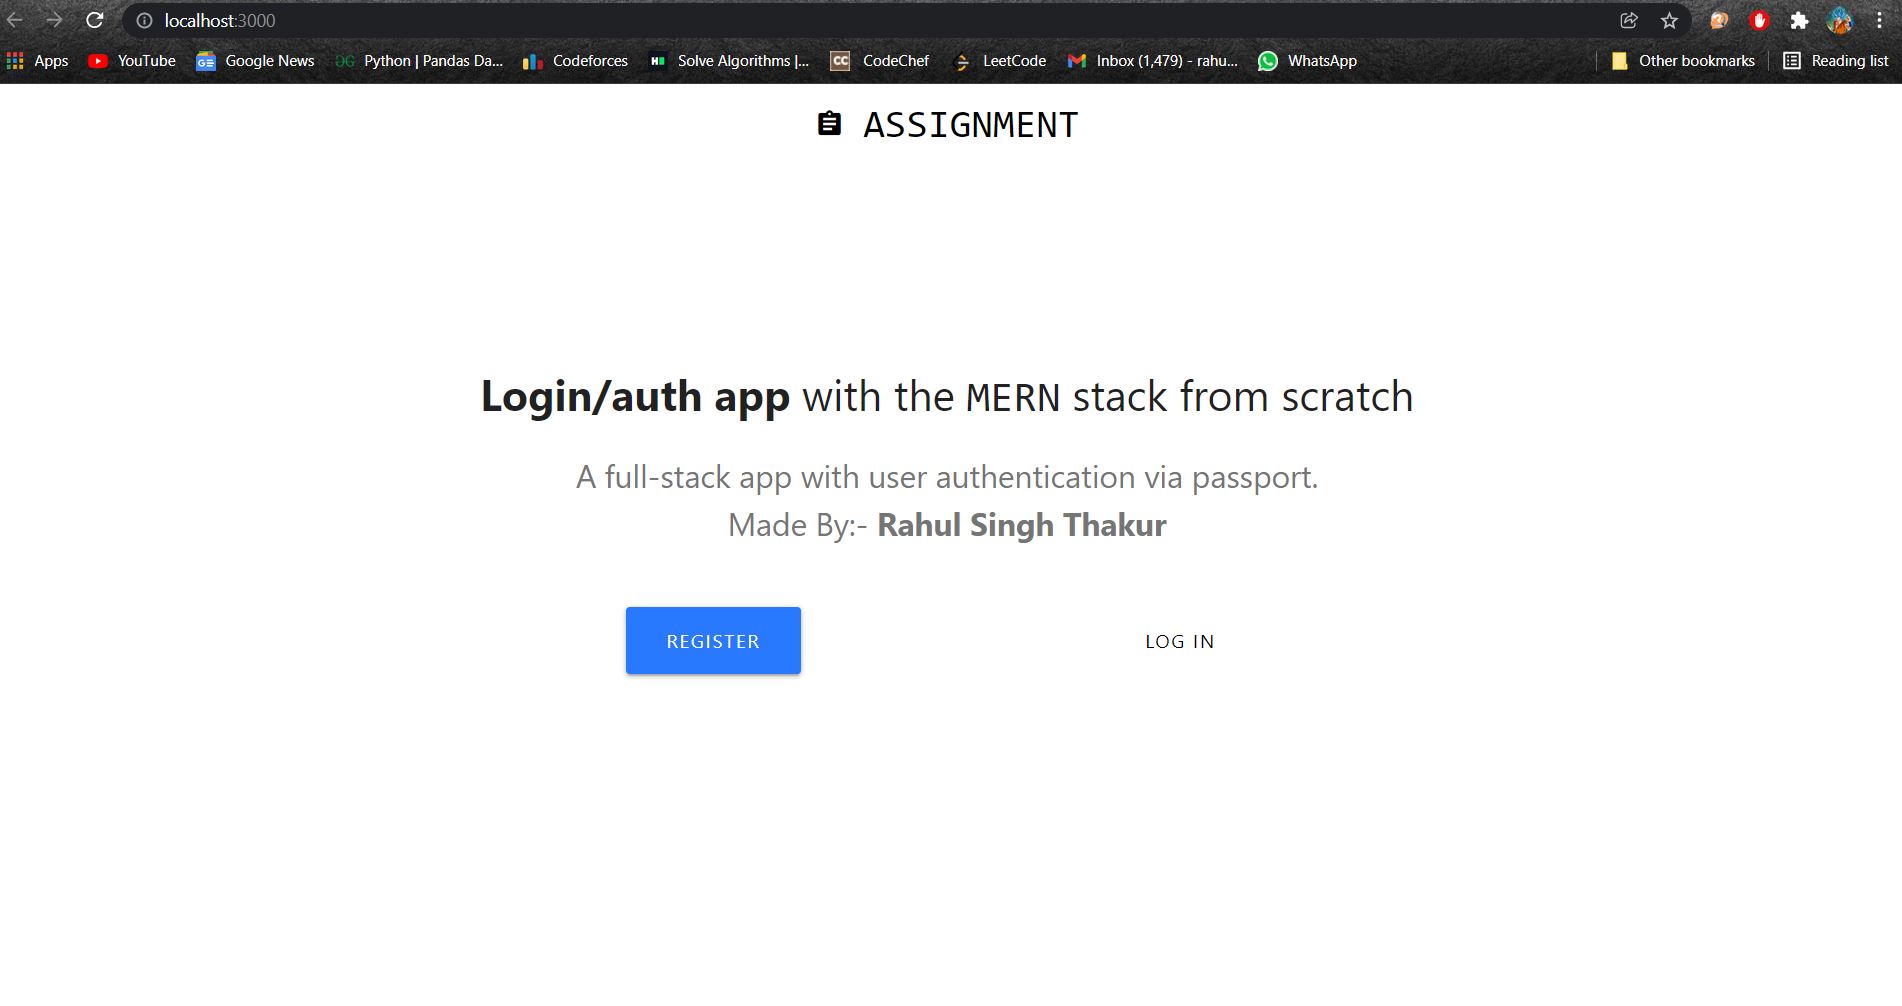 localhost:3000
Apps YouTube Google News Python | Pandas Da... Codeforces Solve Algorithms |... CodeChef LeetCode Inbox (1,479) - rahu... WhatsApp Other bookmarks Reading list
ASSIGNMENT
Login/auth app with the MERN stack from scratch
A full-stack app with user authentication via passport.
Made By:- Rahul Singh Thakur
REGISTER LOG IN